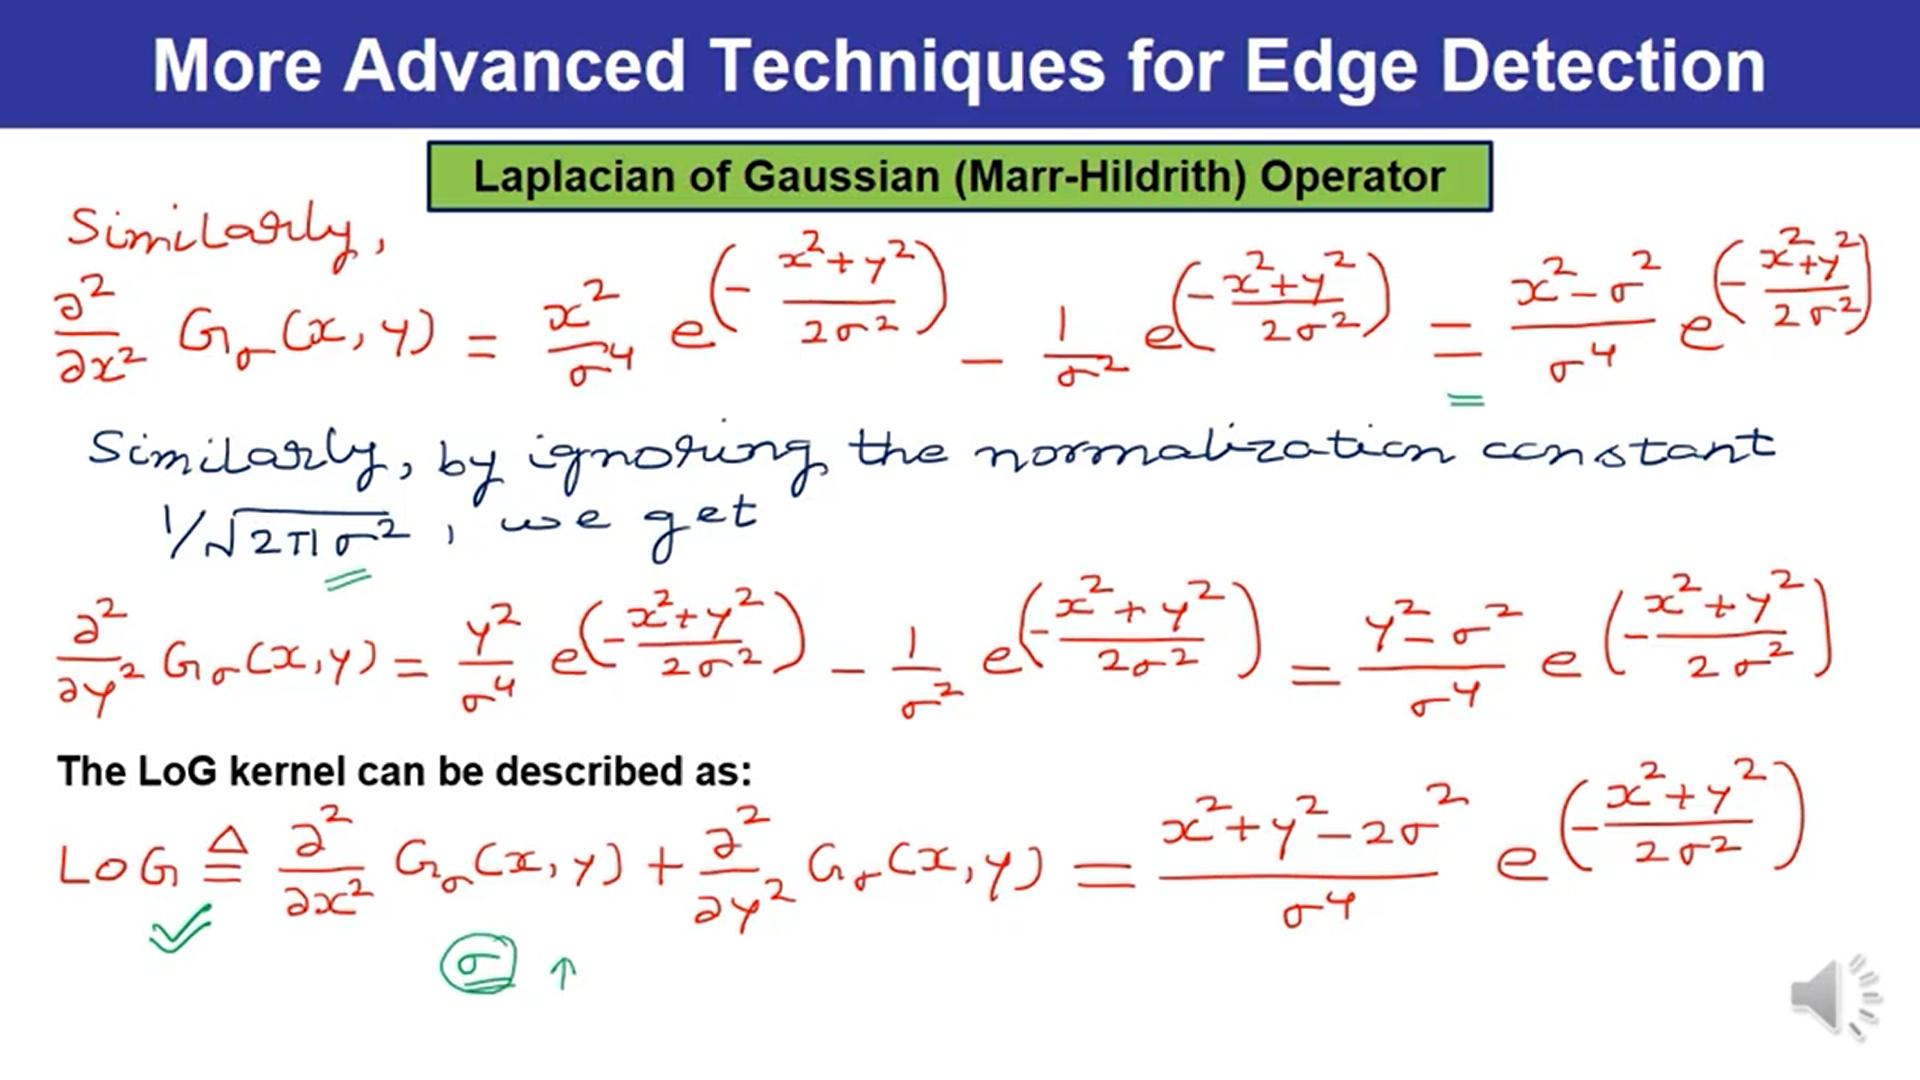 More Advanced Techniques for Edge Detection
Laplacian of Gaussian (Marr-Hildrith) Operator
Similarly,
∂²/∂x² G_σ(x, y) = x²/σ⁴ e^(-(x²+y²)/2σ²) - 1/σ² e^(-(x²+y²)/2σ²) = (x²-σ²)/σ⁴ e^(-(x²+y²)/2σ²)
Similarly, by ignoring the normalization constant
1/√2πσ², we get
∂²/∂y² G_σ(x,y) = y²/σ⁴ e^(-(x²+y²)/2σ²) - 1/σ² e^(-(x²+y²)/2σ²) = (y²-σ²)/σ⁴ e^(-(x²+y²)/2σ²)
The LoG kernel can be described as:
LoG ≜ ∂²/∂x² G_σ(x,y) + ∂²/∂y² G_σ(x,y) = (x²+y²-2σ²)/σ⁴ e^(-(x²+y²)/2σ²)
σ ↑